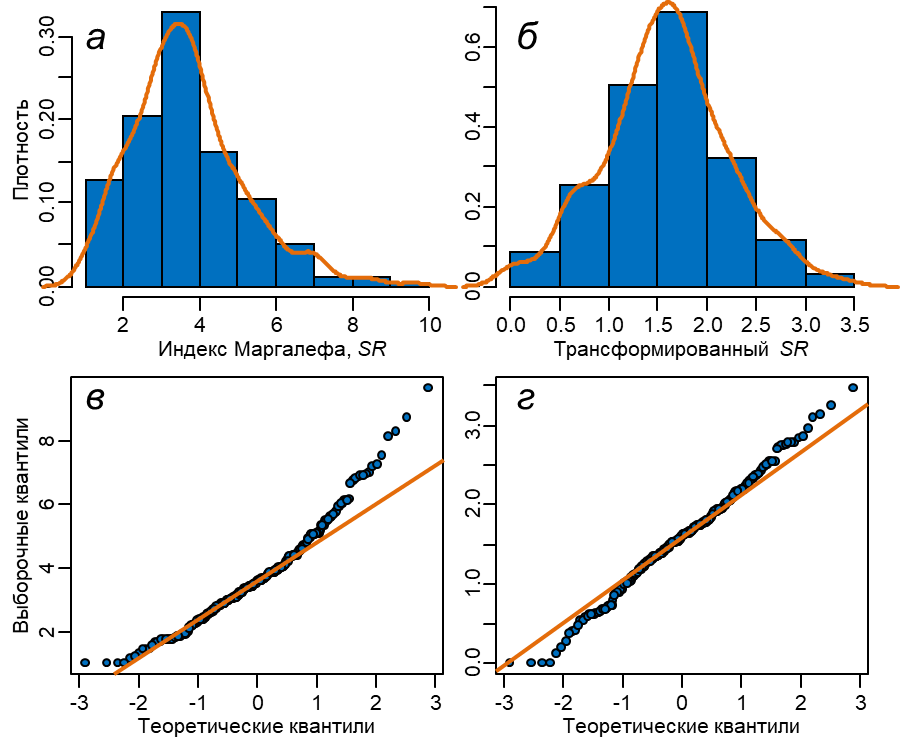 а
Плотность
0.00 0.10 0.20 0.30
2 4 6 8 10
Индекс Маргалефа, SR
б
0.0 0.2 0.4 0.6
0.0 0.5 1.0 1.5 2.0 2.5 3.0 3.5
Трансформированный SR
в
Выборочные квантили
2 4 6 8
-3 -2 -1 0 1 2 3
Теоретические квантили
г
0.0 1.0 2.0 3.0
-3 -2 -1 0 1 2 3
Теоретические квантили